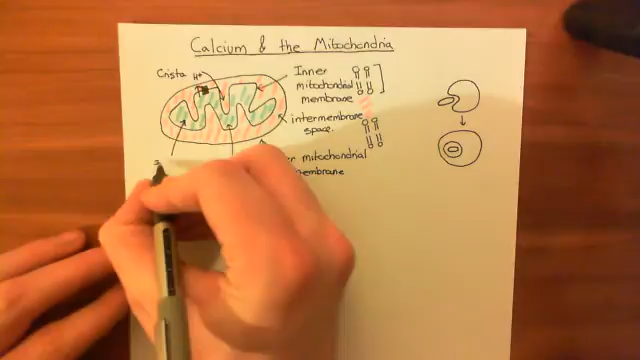 Calcium & the Mitochondria
Crista H+
Inner
mitochondrial
membrane
intermembrane
space.
mitochondrial
membrane